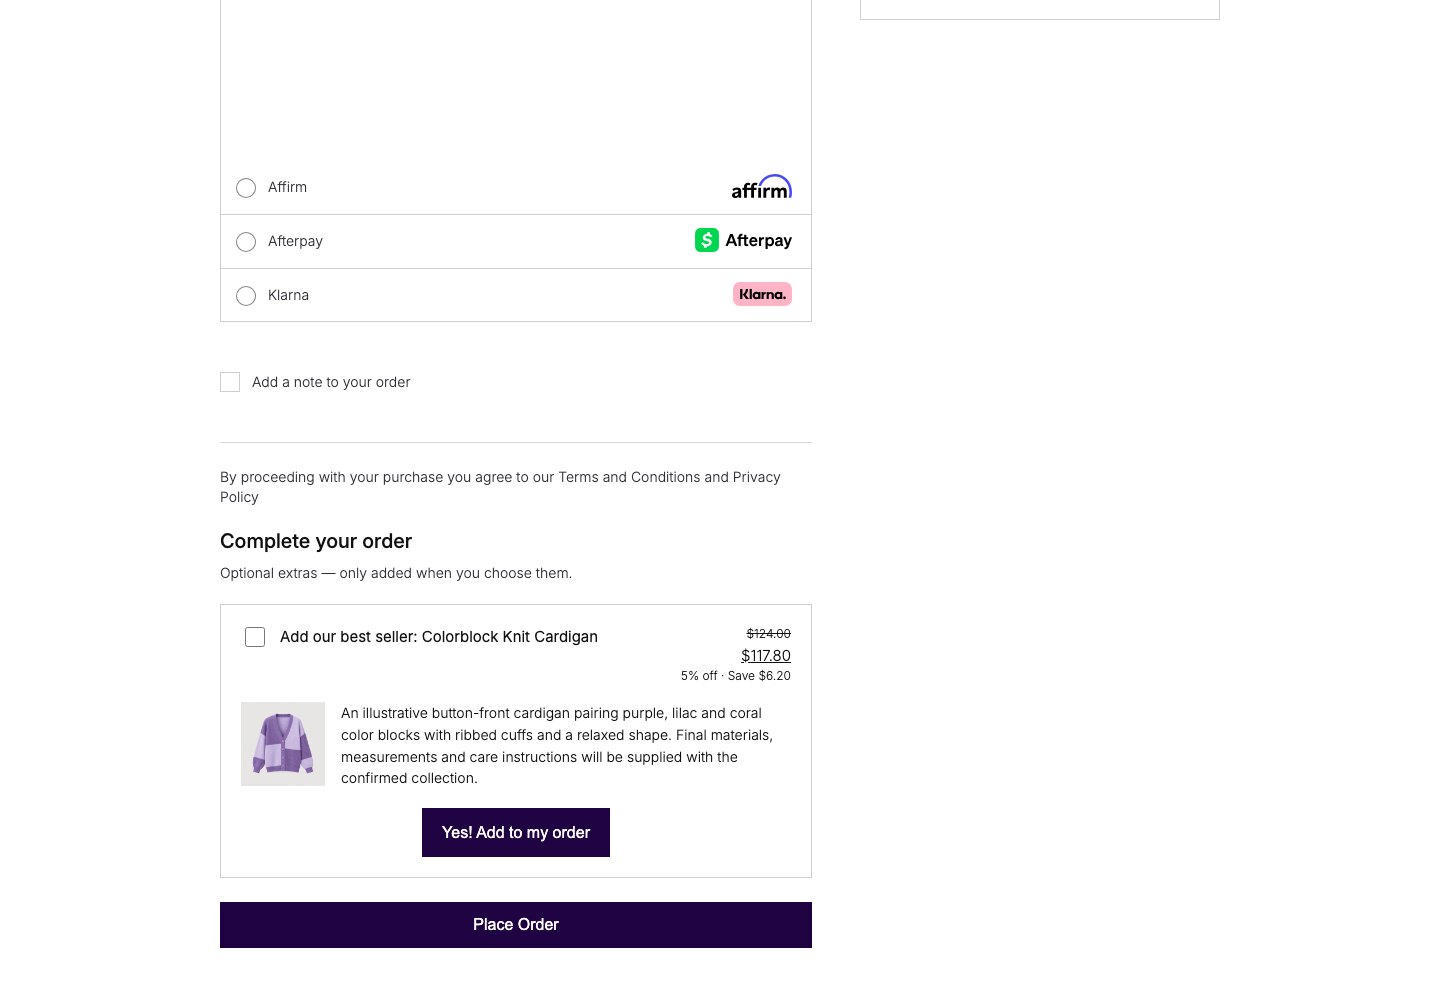 Affirm
affirm
Afterpay
Afterpay
Klarna
Klarna.
Add a note to your order
By proceeding with your purchase you agree to our Terms and Conditions and Privacy
Policy
Complete your order
Optional extras — only added when you choose them.
Add our best seller: Colorblock Knit Cardigan
$124.00
$117.80
5% off · Save $6.20
An illustrative button-front cardigan pairing purple, lilac and coral
color blocks with ribbed cuffs and a relaxed shape. Final materials,
measurements and care instructions will be supplied with the
confirmed collection.
Yes! Add to my order
Place Order